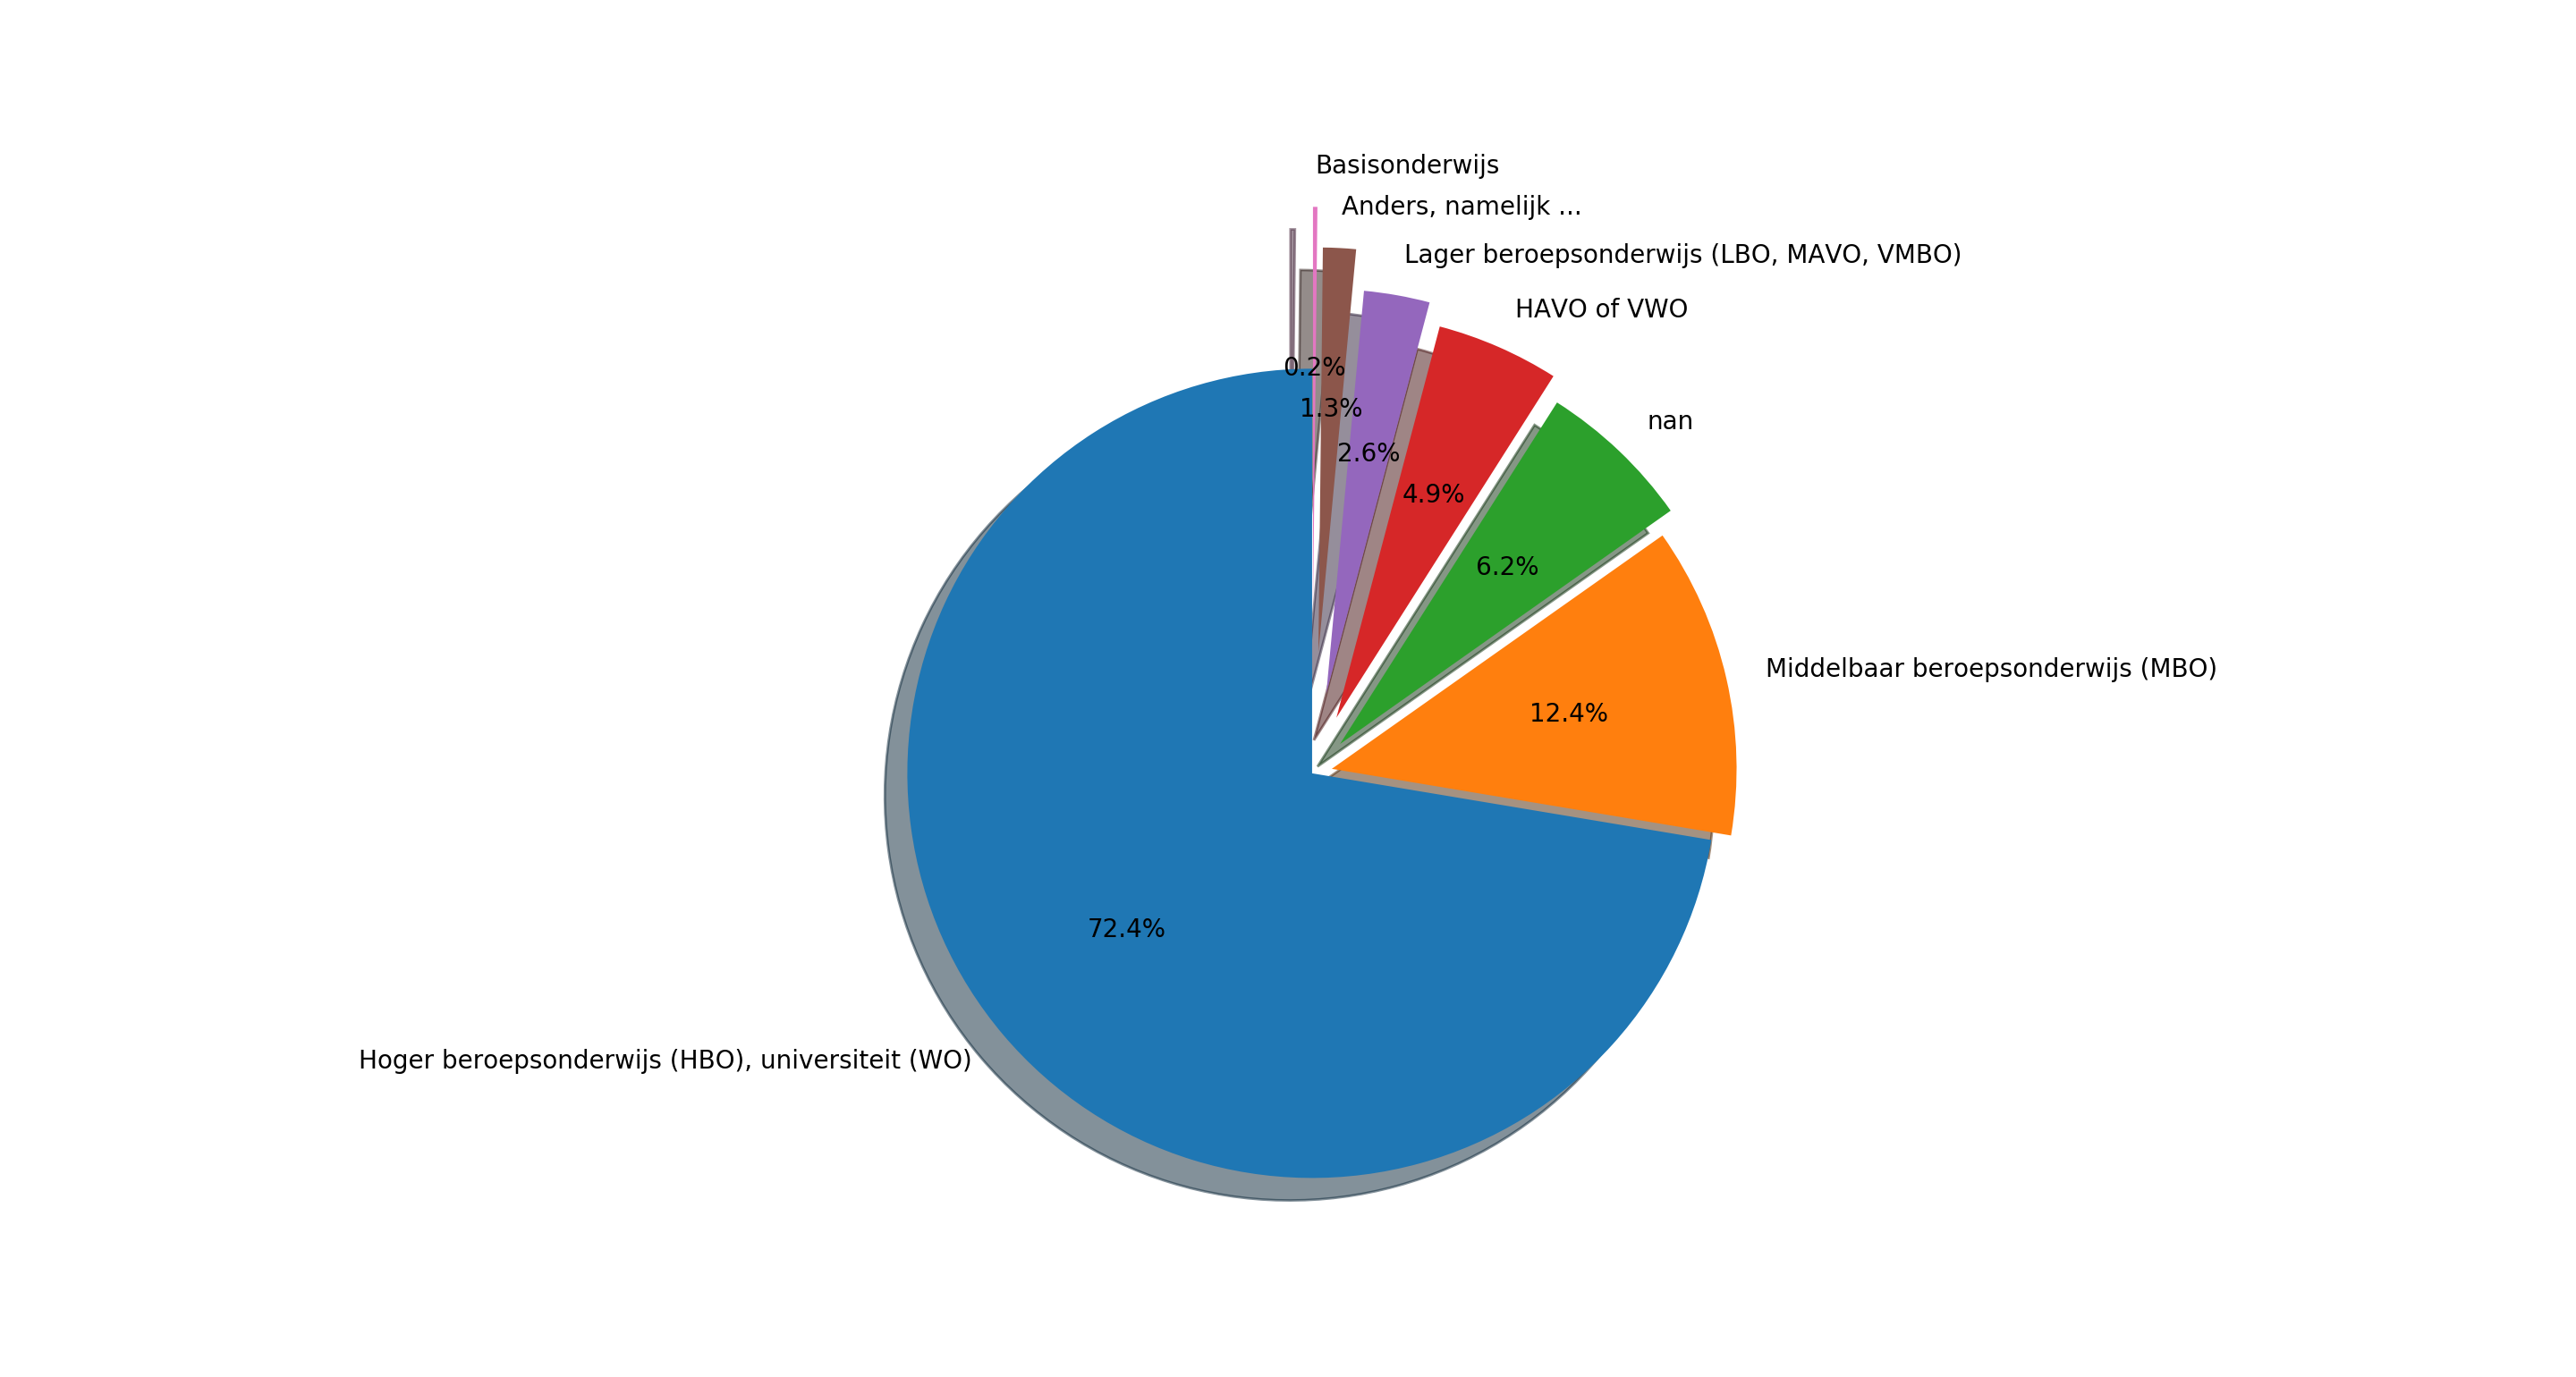 Basisonderwijs
Anders, namelijk ...
Lager beroepsonderwijs (LBO, MAVO, VMBO)
HAVO of VWO
0.2%
1.3%
nan
2.6%
4.9%
6.2%
Middelbaar beroepsonderwijs (MBO)
12.4%
72.4%
Hoger beroepsonderwijs (HBO), universiteit (WO)